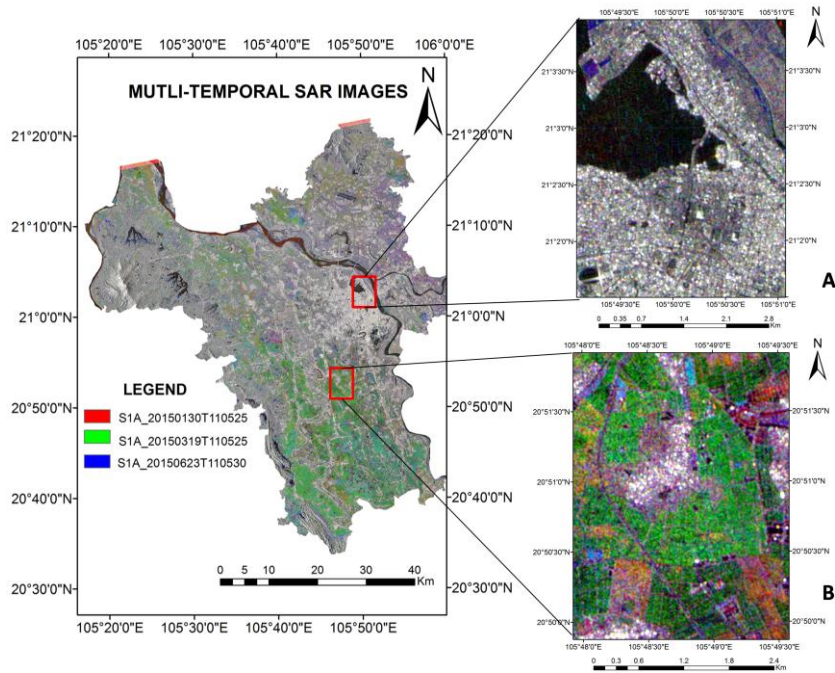 105°20'0"E 105°30'0"E 105°40'0"E 105°50'0"E 106°0'0"E
MUTLI-TEMPORAL SAR IMAGES
N
21°20'0"N 21°20'0"N
21°10'0"N 21°10'0"N
21°0'0"N 21°0'0"N
20°50'0"N 20°50'0"N
20°40'0"N 20°40'0"N
20°30'0"N 20°30'0"N
LEGEND
S1A_20150130T110525
S1A_20150319T110525
S1A_20150623T110530
0 5 10 20 30 40
Km
105°20'0"E 105°30'0"E 105°40'0"E 105°50'0"E
105°49'30"E 105°50'0"E 105°50'30"E 105°51'0"E
N
21°3'30"N 21°3'30"N
21°3'0"N 21°3'0"N
21°2'30"N 21°2'30"N
21°2'0"N 21°2'0"N
A
105°49'30"E 105°50'0"E 105°50'30"E 105°51'0"E
0 0.35 0.7 1.4 2.1 2.8
Km
105°48'0"E 105°48'30"E 105°49'0"E 105°49'30"E
N
20°51'30"N 20°51'30"N
20°51'0"N 20°51'0"N
20°50'30"N 20°50'30"N
20°50'0"N 20°50'0"N
B
105°48'0"E 105°48'30"E 105°49'0"E 105°49'30"E
0 0.3 0.6 1.2 1.8 2.4
Km